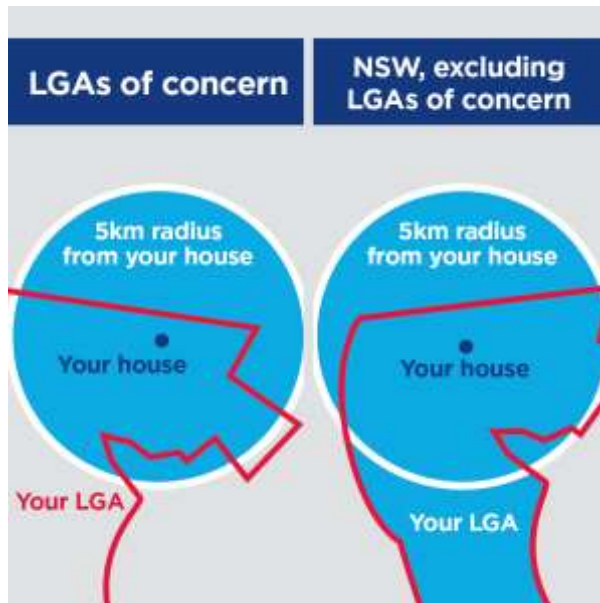 LGAs of concern
NSW, excluding
LGAs of concern
5km radius
from your house
Your house
Your LGA
5km radius
from your house
Your house
Your LGA